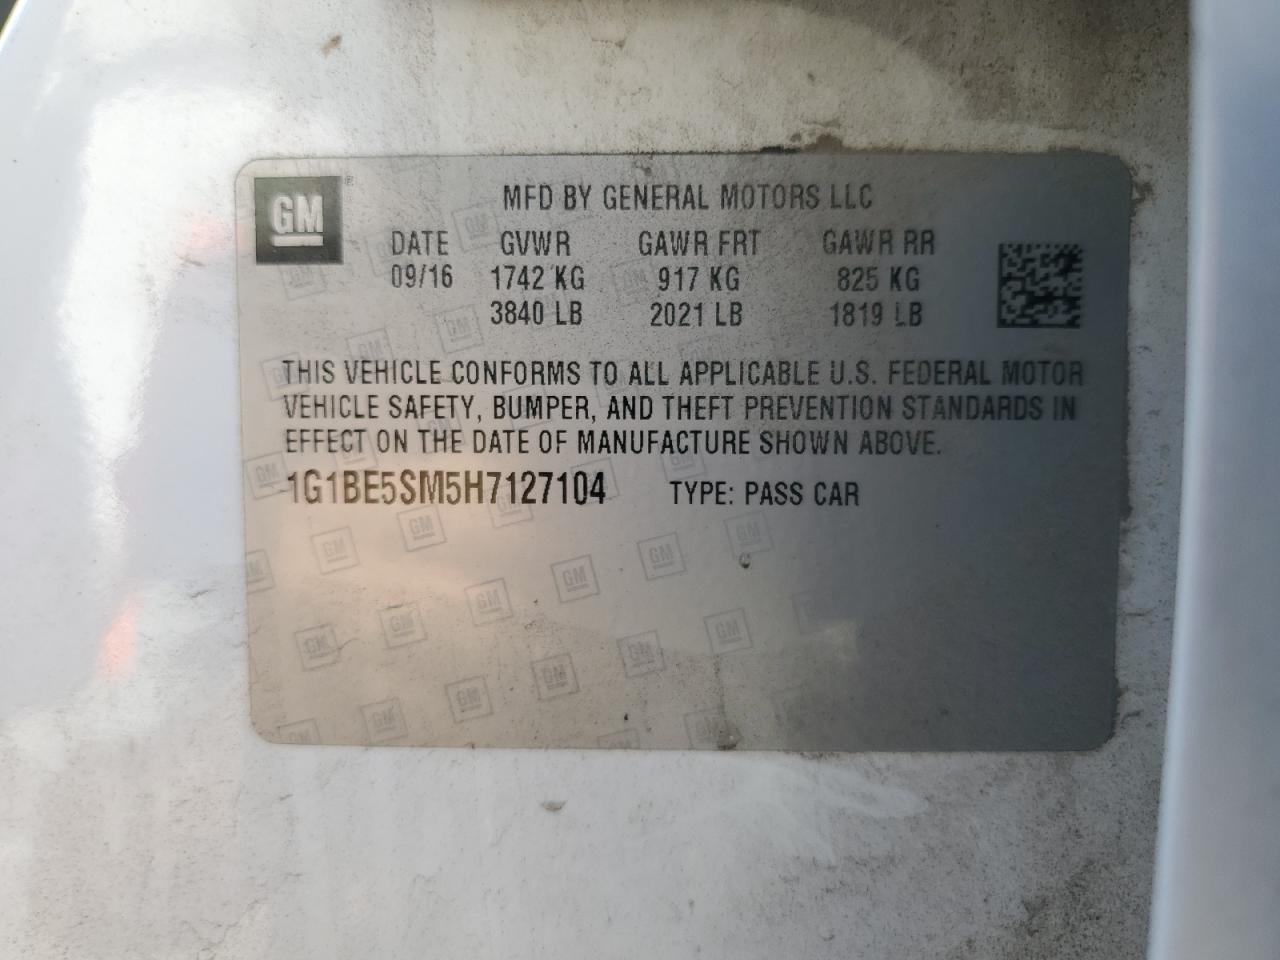 GM ®
MFD BY GENERAL MOTORS LLC
DATE GVWR GAWR FRT GAWR RR
09/16 1742 KG 917 KG 825 KG
3840 LB 2021 LB 1819 LB
THIS VEHICLE CONFORMS TO ALL APPLICABLE U.S. FEDERAL MOTOR
VEHICLE SAFETY, BUMPER, AND THEFT PREVENTION STANDARDS IN
EFFECT ON THE DATE OF MANUFACTURE SHOWN ABOVE.
1G1BE5SM5H7127104 TYPE: PASS CAR